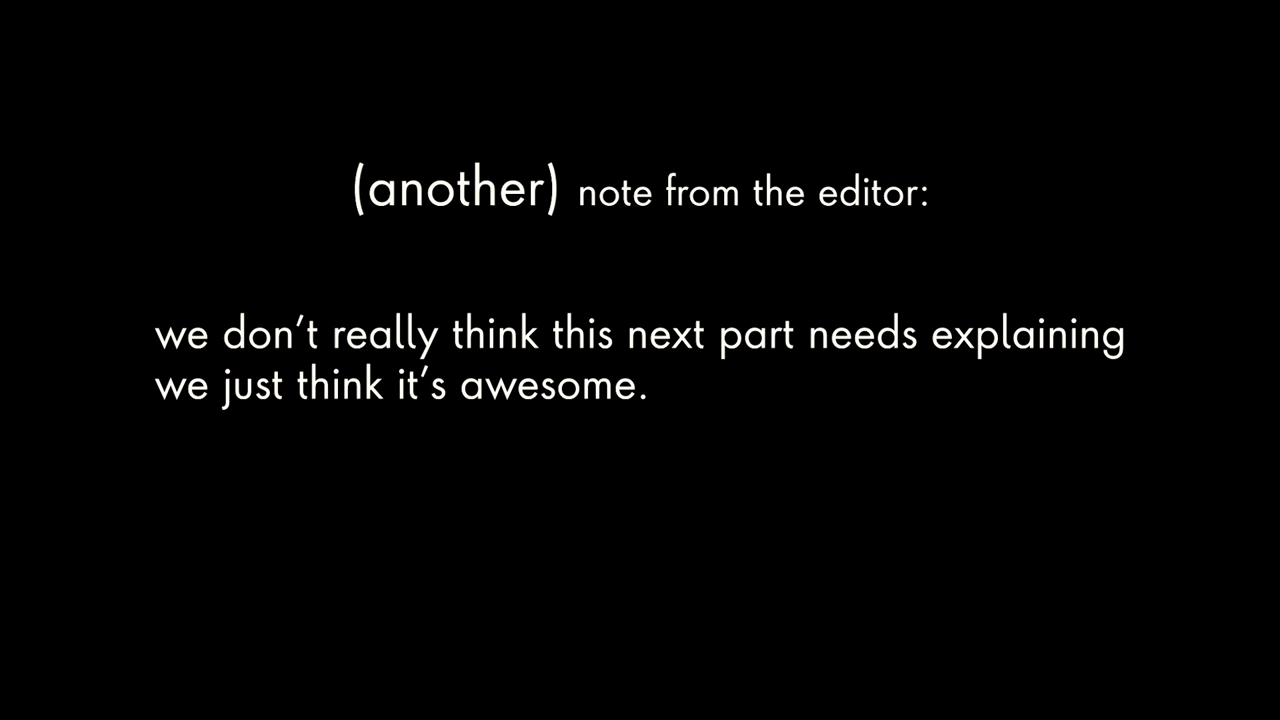 (another) note from the editor:
we don’t really think this next part needs explaining
we just think it’s awesome.